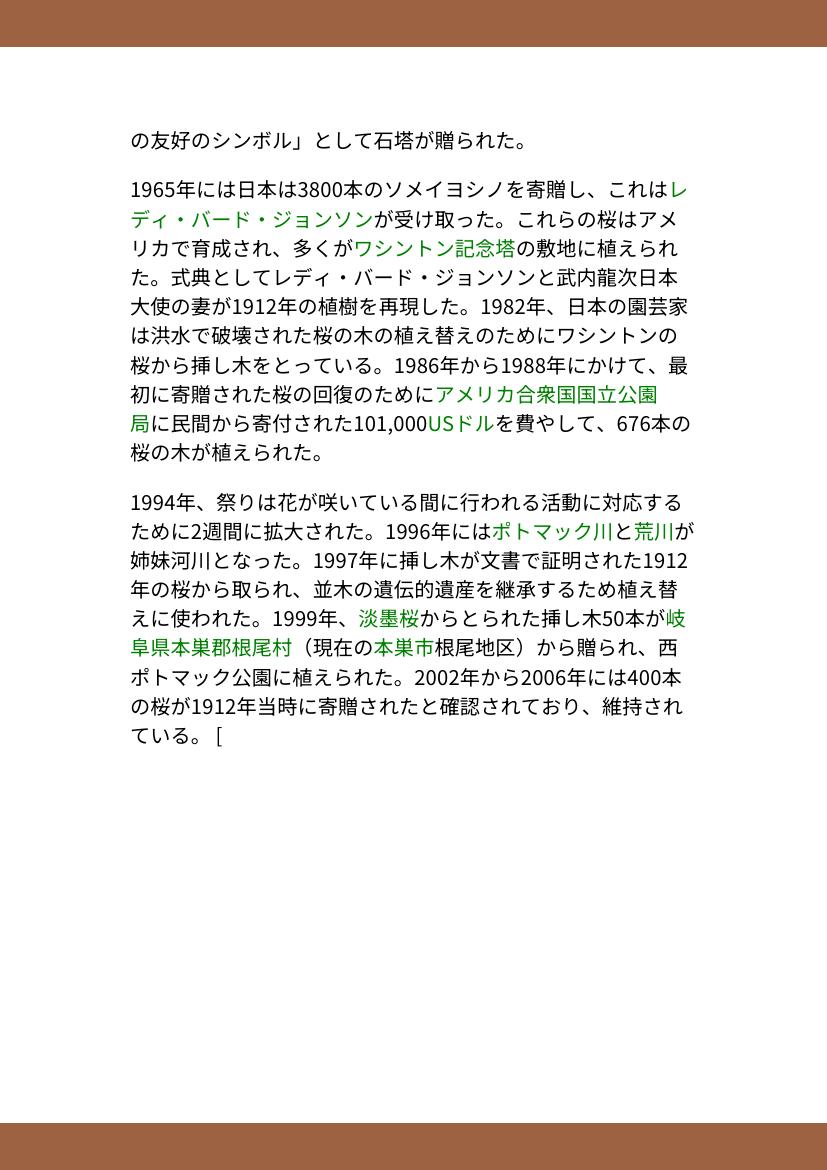 の友好のシンボル」として石塔が贈られた。
1965年には日本は3800本のソメイヨシノを寄贈し、これはレ
ディ・バード・ジョンソンが受け取った。これらの桜はアメ
リカで育成され、多くがワシントン記念塔の敷地に植えられ
た。式典としてレディ・バード・ジョンソンと武内龍次日本
大使の妻が1912年の植樹を再現した。1982年、日本の園芸家
は洪水で破壊された桜の木の植え替えのためにワシントンの
桜から挿し木をとっている。1986年から1988年にかけて、最
初に寄贈された桜の回復のためにアメリカ合衆国国立公園
局に民間から寄付された101,000USドルを費やして、676本の
桜の木が植えられた。
1994年、祭りは花が咲いている間に行われる活動に対応する
ために2週間に拡大された。1996年にはポトマック川と荒川が
姉妹河川となった。1997年に挿し木が文書で証明された1912
年の桜から取られ、並木の遺伝的遺産を継承するため植え替
えに使われた。1999年、淡墨桜からとられた挿し木50本が岐
阜県本巣郡根尾村（現在の本巣市根尾地区）から贈られ、西
ポトマック公園に植えられた。2002年から2006年には400本
の桜が1912年当時に寄贈されたと確認されており、維持され
ている。 [